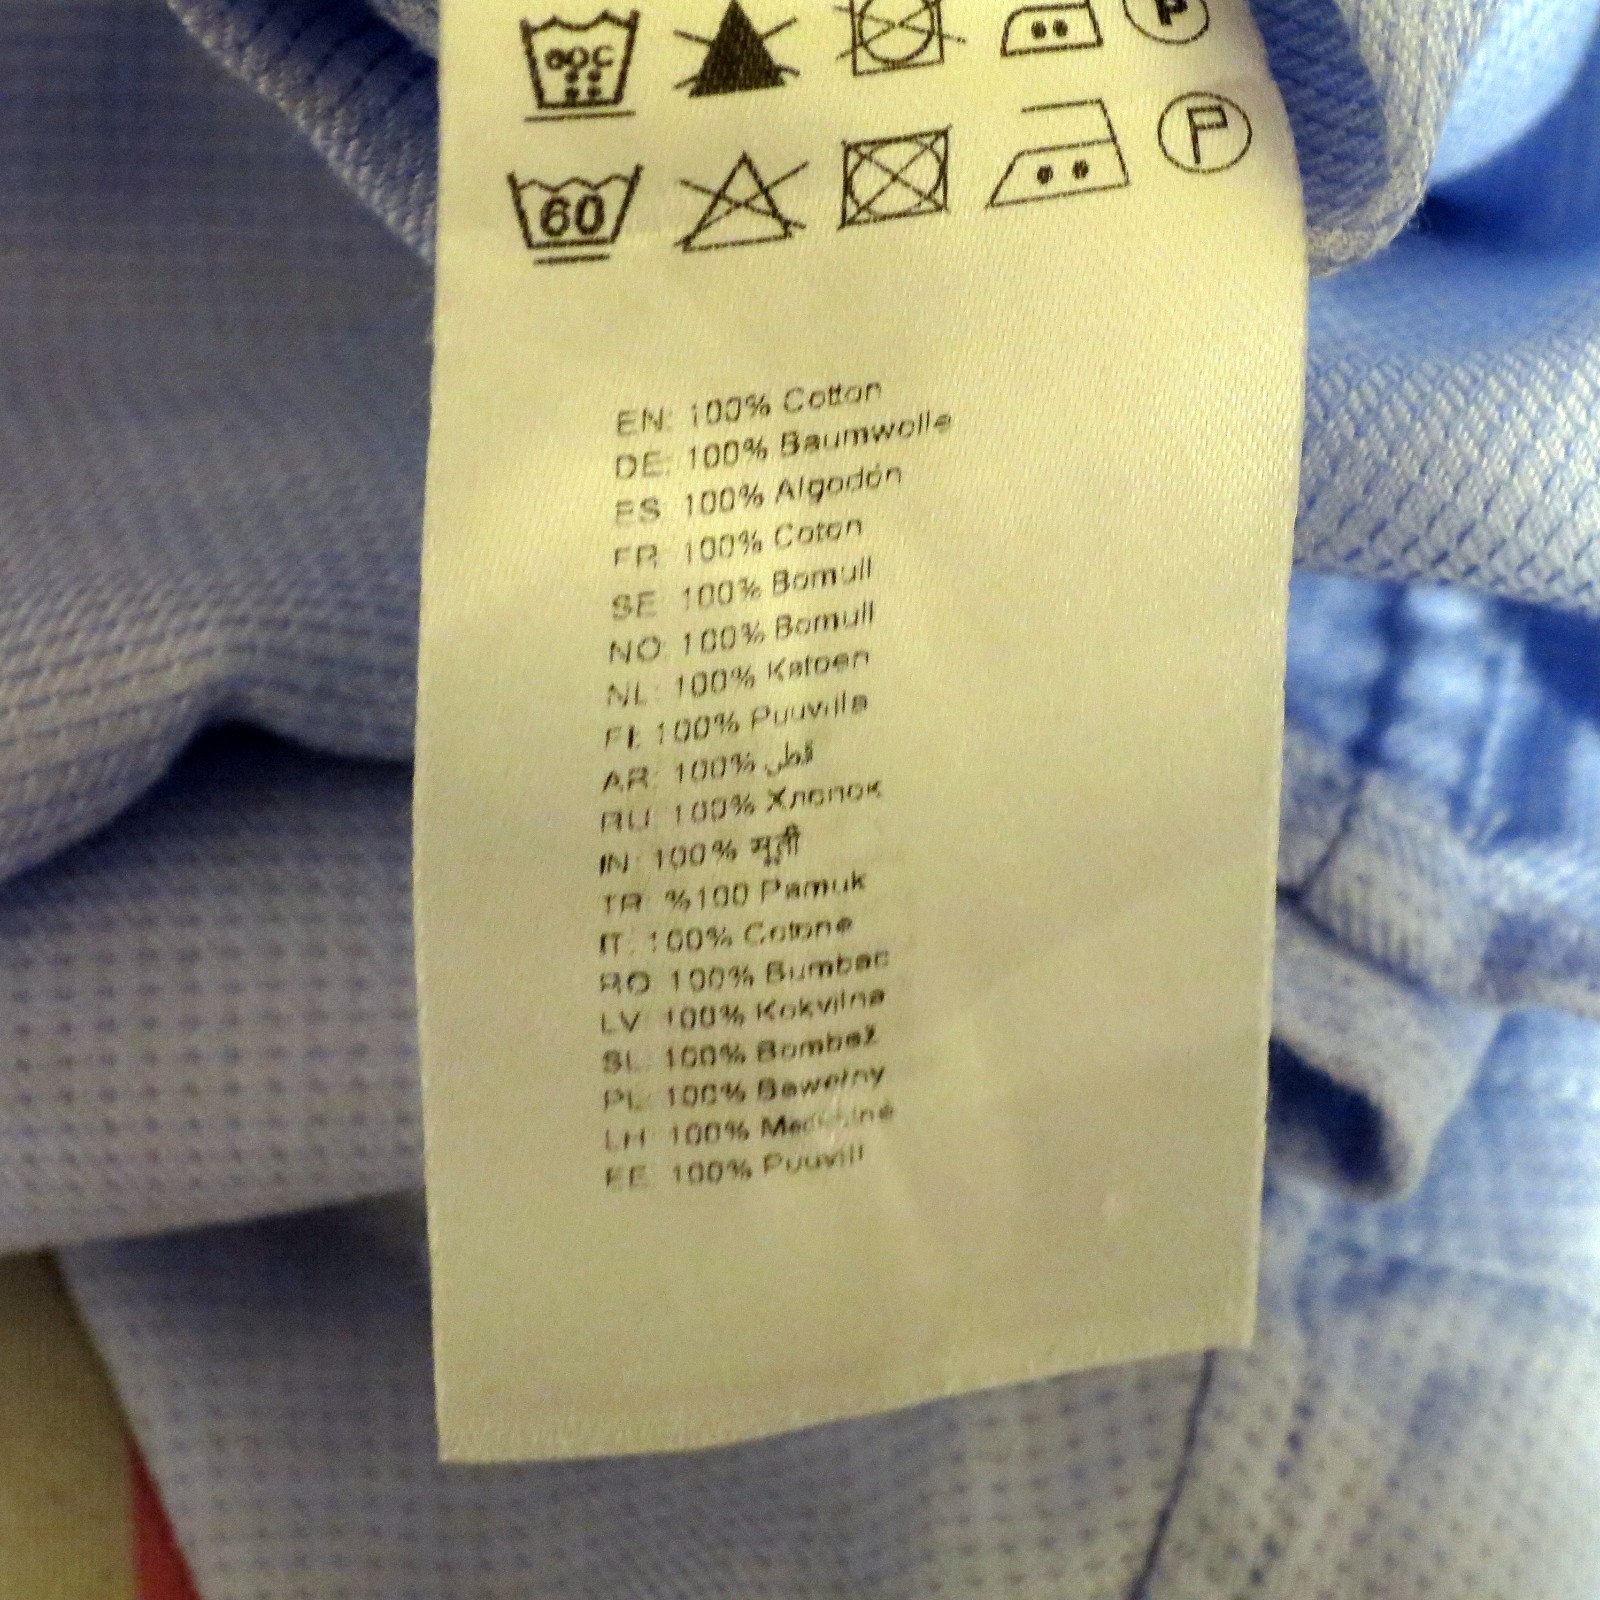 60C P
60 P
EN: 100% Cotton
DE: 100% Baumwolle
ES: 100% Algodón
FR: 100% Coton
SE: 100% Bomull
NO: 100% Bomull
NL: 100% Katoen
FI: 100% Puuvilla
AR: 100% قطن
RU: 100% Хлопок
IN: 100% सूती
TR: %100 Pamuk
IT: 100% Cotone
RO: 100% Bumbac
LV: 100% Kokvilna
SL: 100% Bombaž
PL: 100% Bawełny
LH: 100%
EE: 100% Puuvill